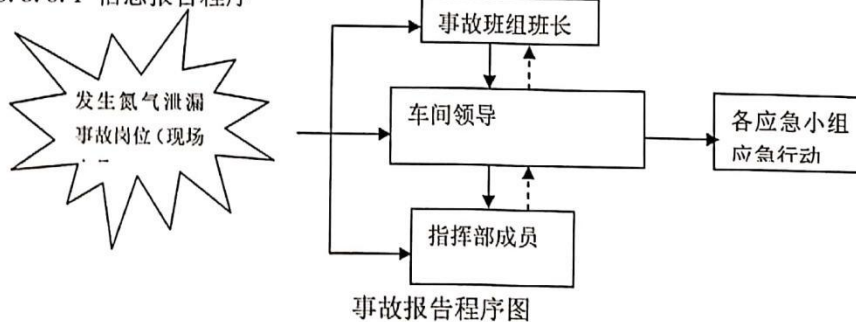 信息报告程序
事故班组班长
发生氮气泄漏
事故岗位（现场
车间领导
各应急小组
应急行动
指挥部成员
事故报告程序图